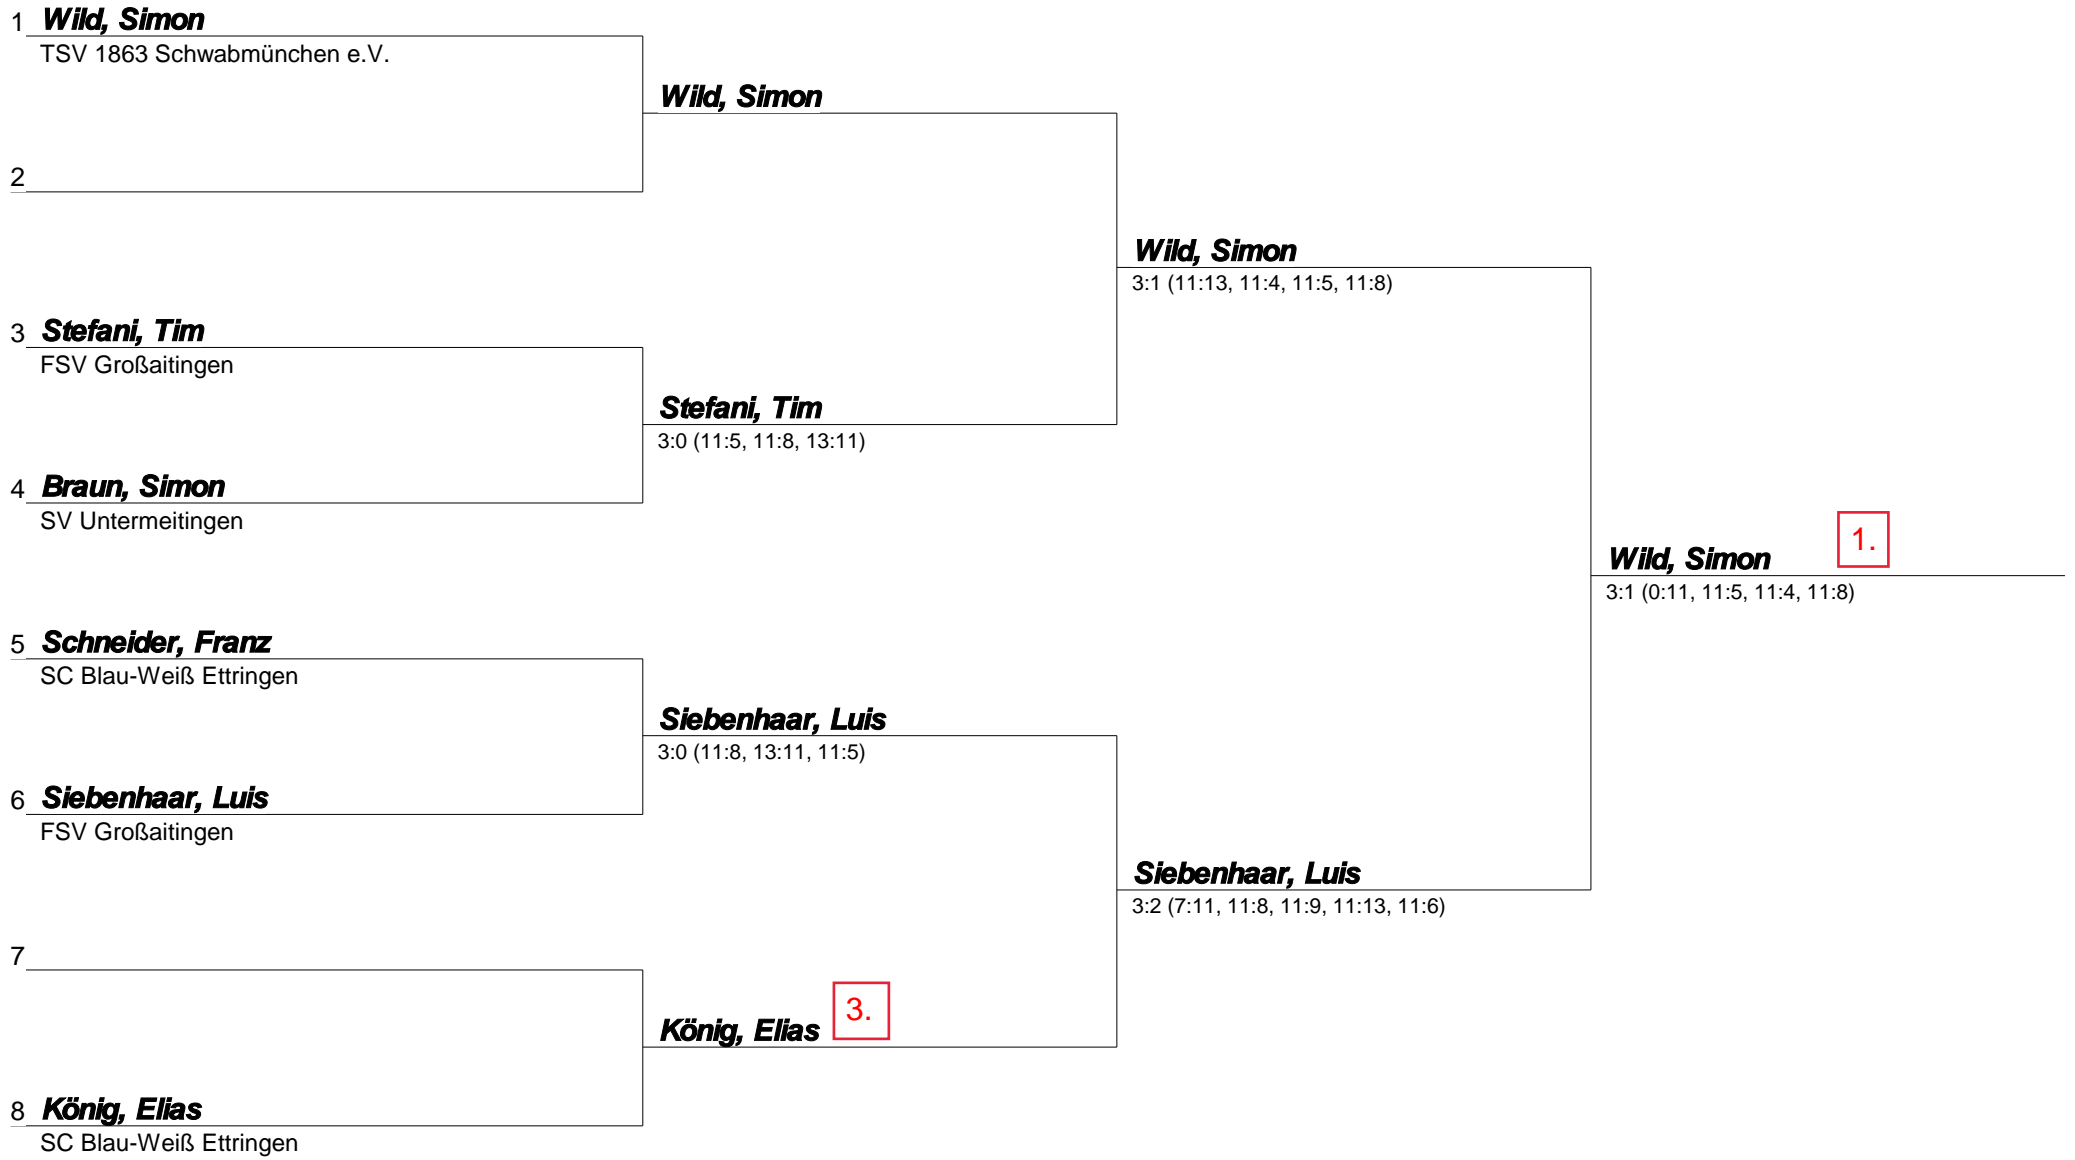 1 Wild, Simon
TSV 1863 Schwabmünchen e.V.
Wild, Simon
2
Wild, Simon
3:1 (11:13, 11:4, 11:5, 11:8)
3 Stefani, Tim
FSV Großaitingen
Stefani, Tim
3:0 (11:5, 11:8, 13:11)
4 Braun, Simon
SV Untermeitingen
1.
Wild, Simon
3:1 (0:11, 11:5, 11:4, 11:8)
5 Schneider, Franz
SC Blau-Weiß Ettringen
Siebenhaar, Luis
3:0 (11:8, 13:11, 11:5)
6 Siebenhaar, Luis
FSV Großaitingen
Siebenhaar, Luis
3:2 (7:11, 11:8, 11:9, 11:13, 11:6)
7
3.
König, Elias
8 König, Elias
SC Blau-Weiß Ettringen